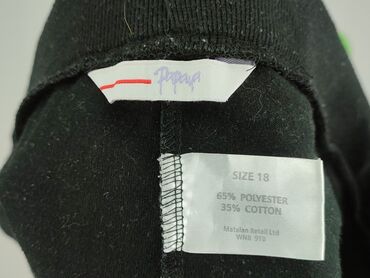 Papaya
SIZE 18
65% POLYESTER
35% COTTON
Matalan Retail Ltd
WN8 9TB